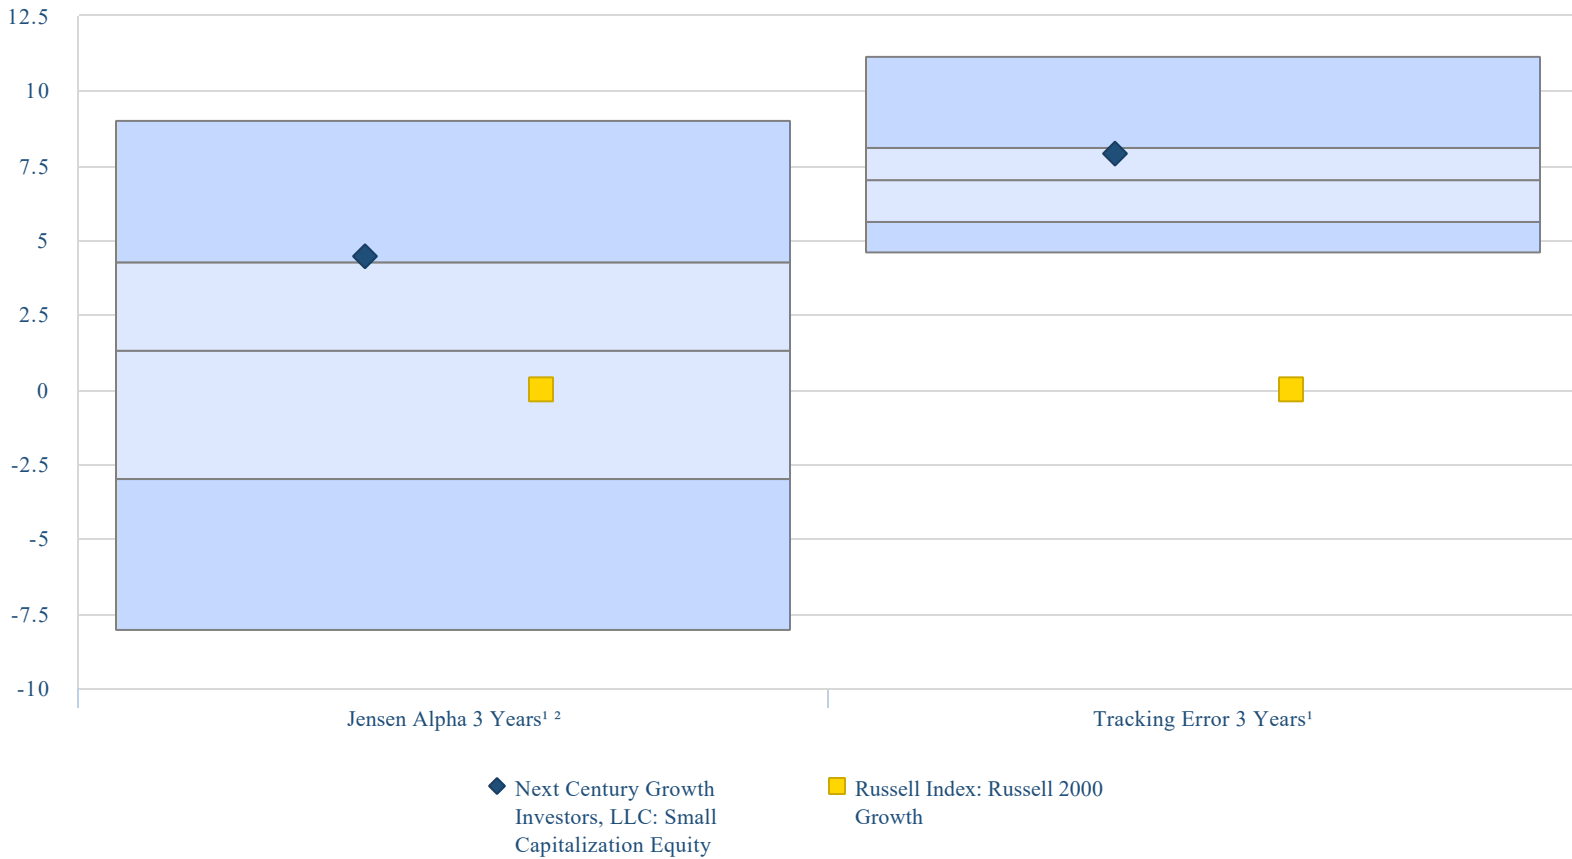 12.5
10
7.5
5
2.5
0
-2.5
-5
-7.5
-10
Jensen Alpha 3 Years¹ ²
Tracking Error 3 Years¹
Next Century Growth
Investors, LLC: Small
Capitalization Equity
Russell Index: Russell 2000
Growth